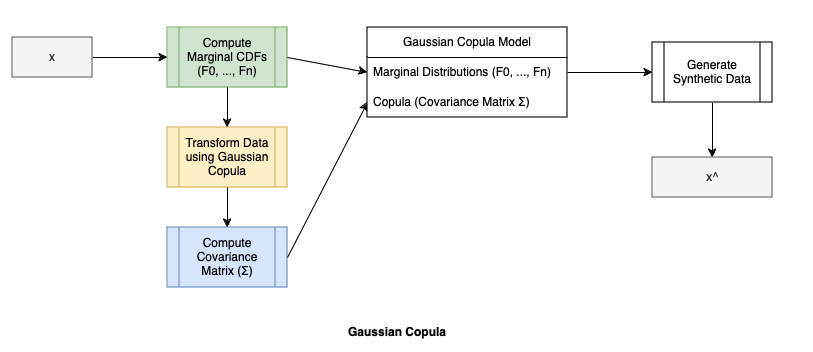 x
Compute
Marginal CDFs
(F0, ..., Fn)
Gaussian Copula Model
Marginal Distributions (F0, ..., Fn)
Copula (Covariance Matrix Σ)
Generate
Synthetic Data
Transform Data
using Gaussian
Copula
x^
Compute
Covariance
Matrix (Σ)
Gaussian Copula